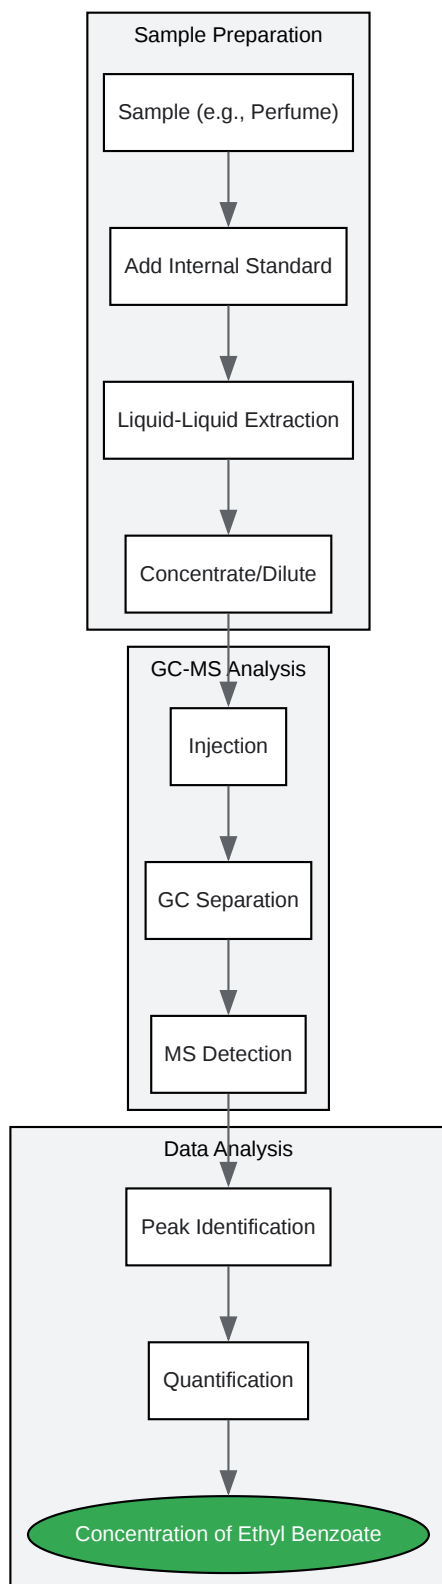 Sample Preparation
Sample (e.g., Perfume)
Add Internal Standard
Liquid-Liquid Extraction
Concentrate/Dilute
GC-MS Analysis
Injection
GC Separation
MS Detection
Data Analysis
Peak Identification
Quantification
Concentration of Ethyl Benzoate